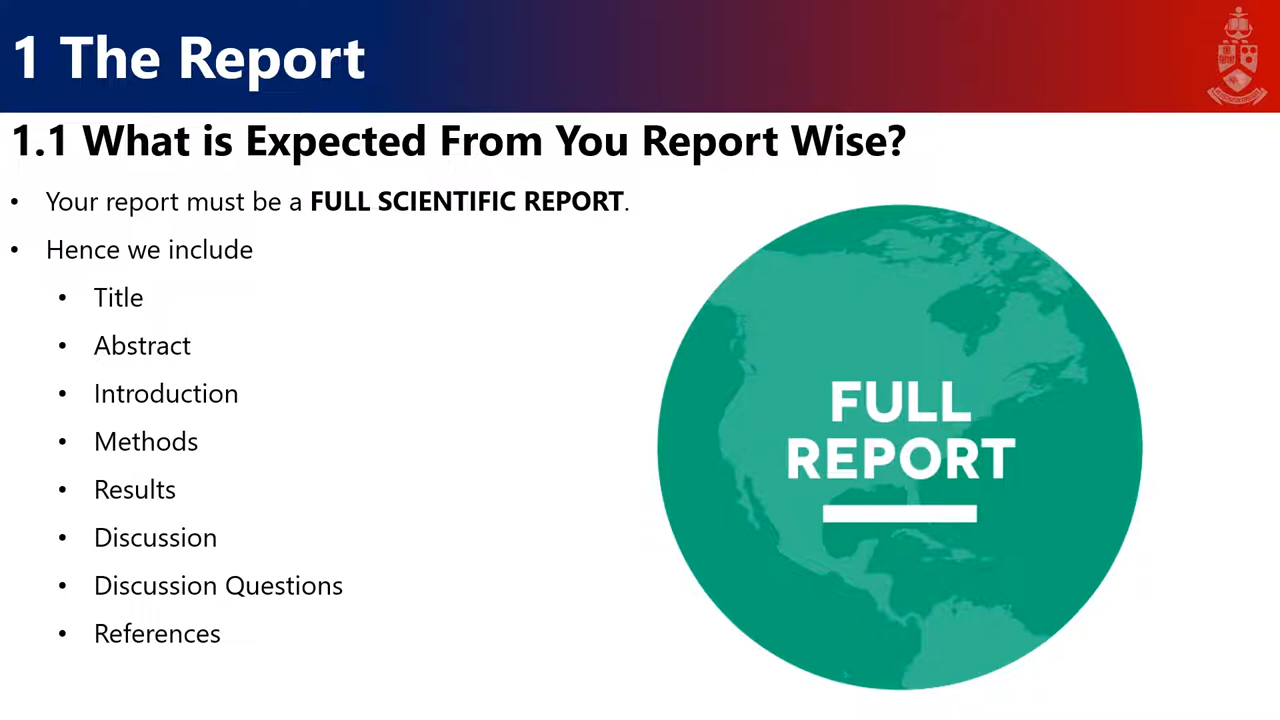 1 The Report
1.1 What is Expected From You Report Wise?
• Your report must be a FULL SCIENTIFIC REPORT.
• Hence we include
• Title
• Abstract
• Introduction
• Methods
• Results
• Discussion
• Discussion Questions
• References
FULL
REPORT